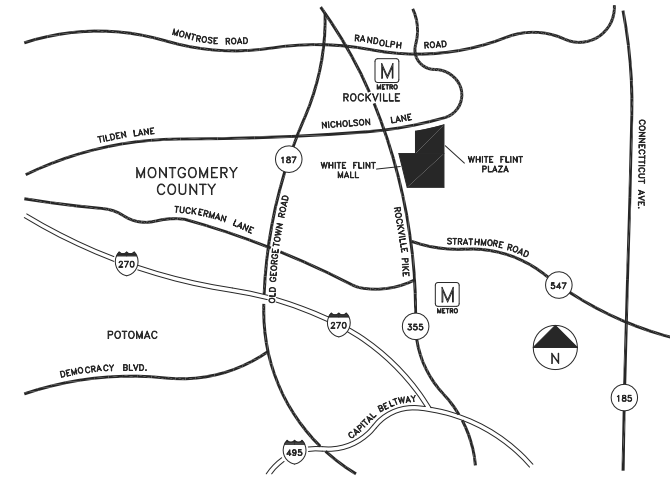 MONTROSE ROAD
RANDOLPH ROAD
M
METRO
ROCKVILLE
NICHOLSON LANE
TILDEN LANE
CONNECTTICUT AVE.
187
WHITE FLINT
MALL
WHITE FLINT
PLAZA
MONTGOMERY
COUNTY
TUCKERMAN LANE
OLD GEORGETOWN ROAD
ROCKVILLE PIKE
STRATHMORE ROAD
270
547
M
METRO
270
355
POTOMAC
N
DEMOCRACY BLVD.
185
CAPITAL BELTWAY
495